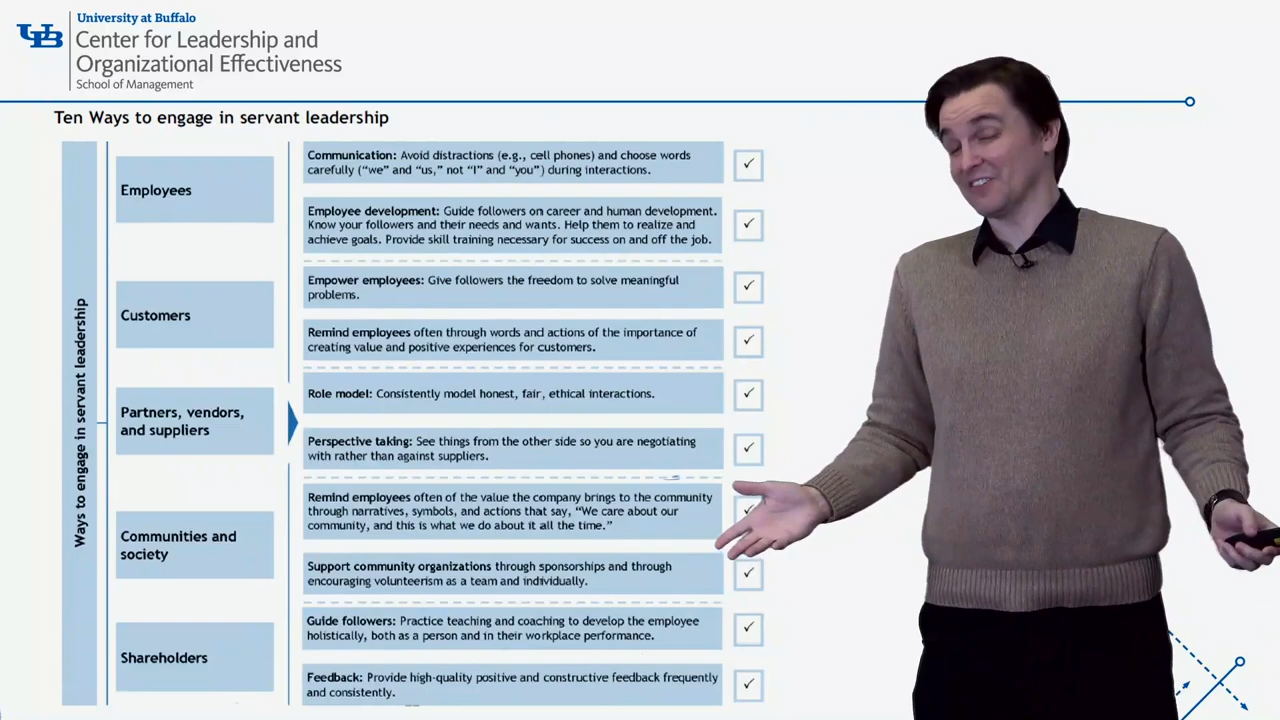 UB
University at Buffalo
Center for Leadership and
Organizational Effectiveness
School of Management
Ten Ways to engage in servant leadership
Ways to engage in servant leadership
Employees
Communication: Avoid distractions (e.g., cell phones) and choose words
carefully (“we” and “us,” not “I” and “you”) during interactions.
Employee development: Guide followers on career and human development.
Know your followers and their needs and wants. Help them to realize and
achieve goals. Provide skill training necessary for success on and off the job.
Customers
Empower employees: Give followers the freedom to solve meaningful
problems.
Remind employees often through words and actions of the importance of
creating value and positive experiences for customers.
Partners, vendors,
and suppliers
Role model: Consistently model honest, fair, ethical interactions.
Perspective taking: See things from the other side so you are negotiating
with rather than against suppliers.
Communities and
society
Remind employees often of the value the company brings to the community
through narratives, symbols, and actions that say, “We care about our
community, and this is what we do about it all the time.”
Support community organizations through sponsorships and through
encouraging volunteerism as a team and individually.
Shareholders
Guide followers: Practice teaching and coaching to develop the employee
holistically, both as a person and in their workplace performance.
Feedback: Provide high-quality positive and constructive feedback frequently
and consistently.